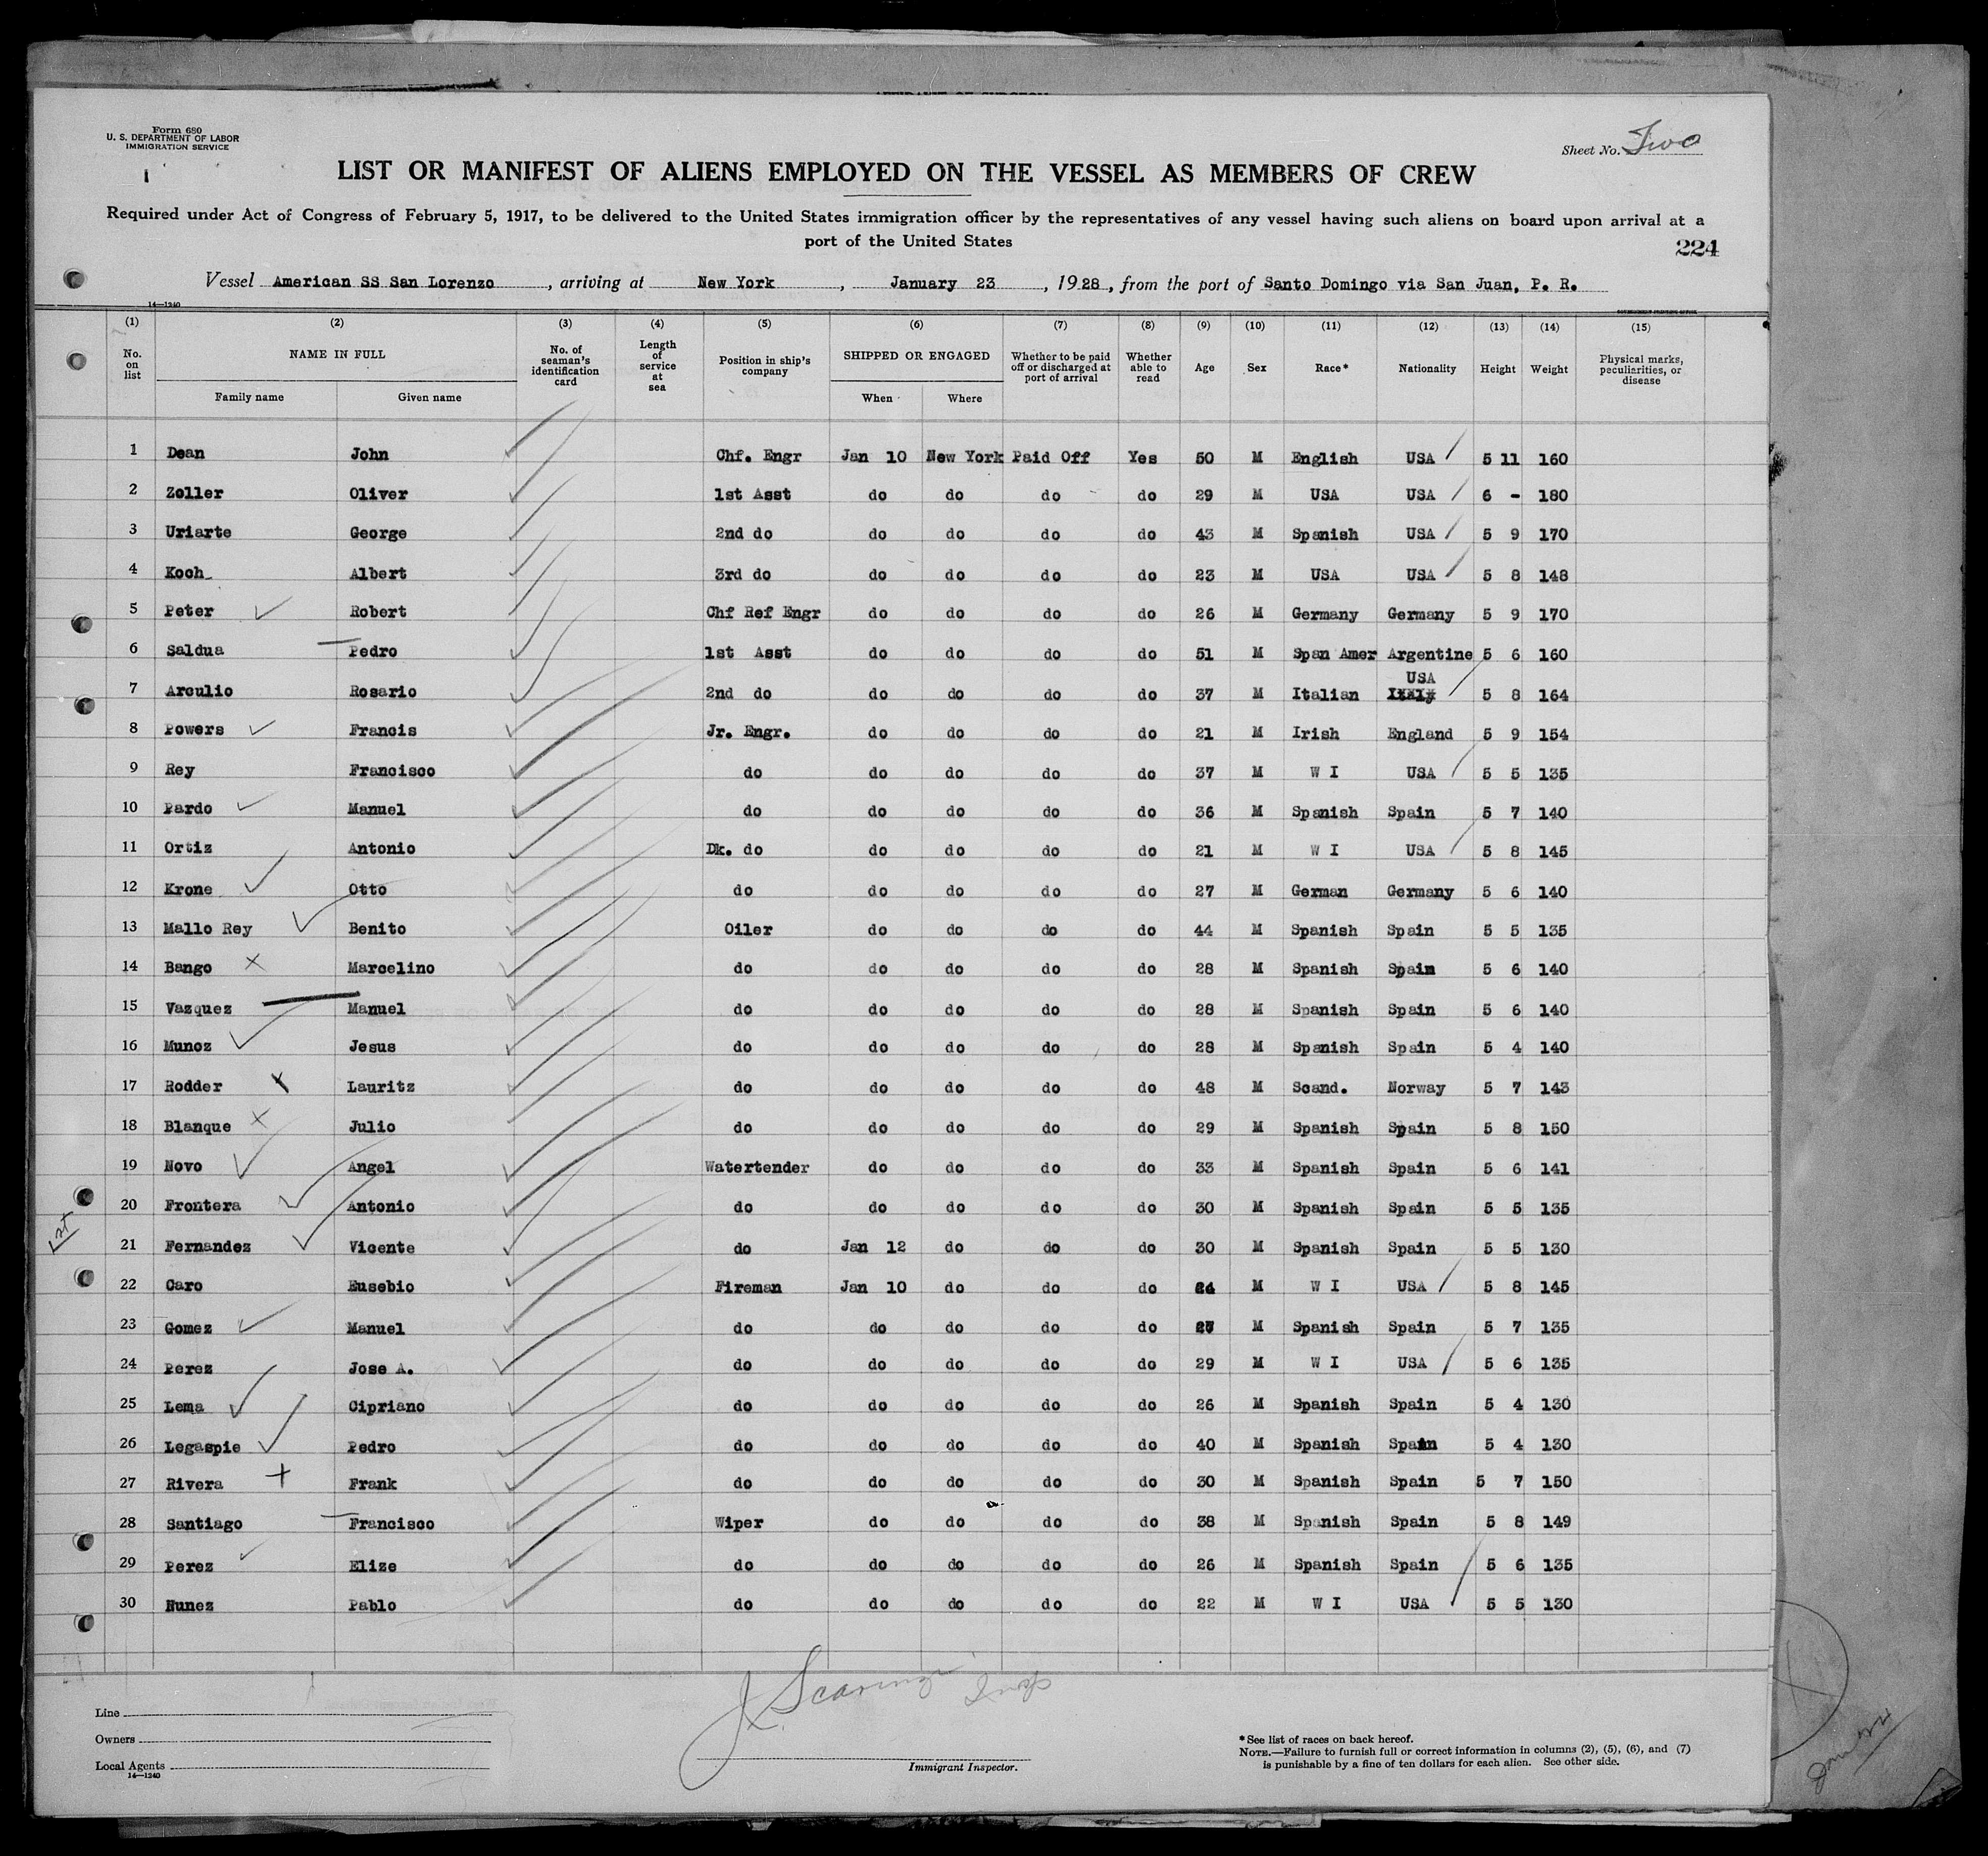 Form 680
U. S. DEPARTMENT OF LABOR
IMMIGRATION SERVICE
Sheet No. Two
LIST OR MANIFEST OF ALIENS EMPLOYED ON THE VESSEL AS MEMBERS OF CREW
Required under Act of Congress of February 5, 1917, to be delivered to the United States immigration officer by the representatives of any vessel having such aliens on board upon arrival at a
port of the United States
224
Vessel American SS San Lorenzo, arriving at New York, January 23, 1928, from the port of Santo Domingo via San Juan, P. R.
14—1240
(1) (2) (3) (4) (5) (6) (7) (8) (9) (10) (11) (12) (13) (14) (15)
No. on list NAME IN FULL Family name Given name No. of seaman's identification card Length of service at sea Position in ship's company SHIPPED OR ENGAGED When Where Whether to be paid off or discharged at port of arrival Whether able to read Age Sex Race* Nationality Height Weight Physical marks, peculiarities, or disease
1 Dean John Chf. Engr Jan 10 New York Paid Off Yes 50 M English USA 5 11 160
2 Zoller Oliver 1st Asst do do do do 29 M USA USA 6 - 180
3 Uriarte George 2nd do do do do do 43 M Spanish USA 5 9 170
4 Koch Albert 3rd do do do do do 23 M USA USA 5 8 148
5 Peter Robert Chf Ref Engr do do do do 26 M Germany Germany 5 9 170
6 Saldua Pedro 1st Asst do do do do 51 M Span Amer Argentine 5 6 160
7 Arculio Rosario 2nd do do do do do 37 M Italian USA Italy 5 8 164
8 Powers Francis Jr. Engr. do do do do 21 M Irish England 5 9 154
9 Rey Francisco do do do do do 37 M W I USA 5 5 135
10 Pardo Manuel do do do do do 36 M Spanish Spain 5 7 140
11 Ortiz Antonio Dk. do do do do do 21 M W I USA 5 8 145
12 Krone Otto do do do do do 27 M German Germany 5 6 140
13 Mallo Rey Benito Oiler do do do do 44 M Spanish Spain 5 5 135
14 Bango Marcelino do do do do do 28 M Spanish Spain 5 6 140
15 Vazquez Manuel do do do do do 28 M Spanish Spain 5 6 140
16 Munoz Jesus do do do do do 28 M Spanish Spain 5 4 140
17 Rodder Lauritz do do do do do 48 M Scand. Norway 5 7 143
18 Blanque Julio do do do do do 29 M Spanish Spain 5 8 150
19 Novo Angel Watertender do do do do 33 M Spanish Spain 5 6 141
20 Frontera Antonio do do do do do 30 M Spanish Spain 5 5 135
21 Fernandez Vicente do Jan 12 do do do 30 M Spanish Spain 5 5 130
22 Caro Eusebio Fireman Jan 10 do do do 24 M W I USA 5 8 145
23 Gomez Manuel do do do do do 27 M Spanish Spain 5 7 135
24 Perez Jose A. do do do do do 29 M W I USA 5 6 135
25 Lema Cipriano do do do do do 26 M Spanish Spain 5 4 130
26 Legaspie Pedro do do do do do 40 M Spanish Spain 5 4 130
27 Rivera Frank do do do do do 30 M Spanish Spain 5 7 150
28 Santiago Francisco Wiper do do do do 38 M Spanish Spain 5 8 149
29 Perez Elize do do do do do 26 M Spanish Spain 5 6 135
30 Nunez Pablo do do do do do 22 M W I USA 5 5 130
Line
Owners
Local Agents
14—1240
Immigrant Inspector.
*See list of races on back hereof.
NOTE.—Failure to furnish full or correct information in columns (2), (5), (6), and (7)
is punishable by a fine of ten dollars for each alien. See other side.